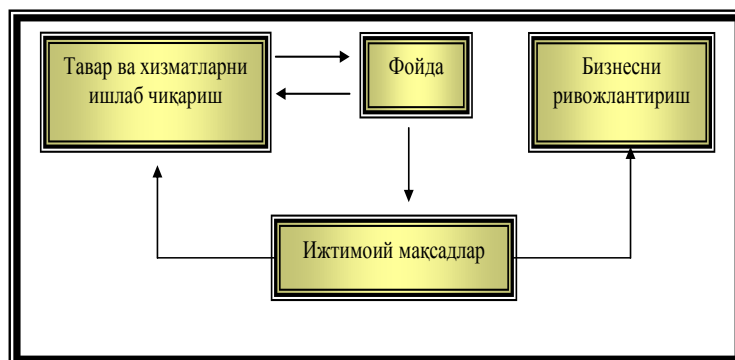 Тавар ва хизматларни
ишлаб чиқариш
Фойда
Бизнесни
ривожлантириш
Ижтимоий мақсадлар